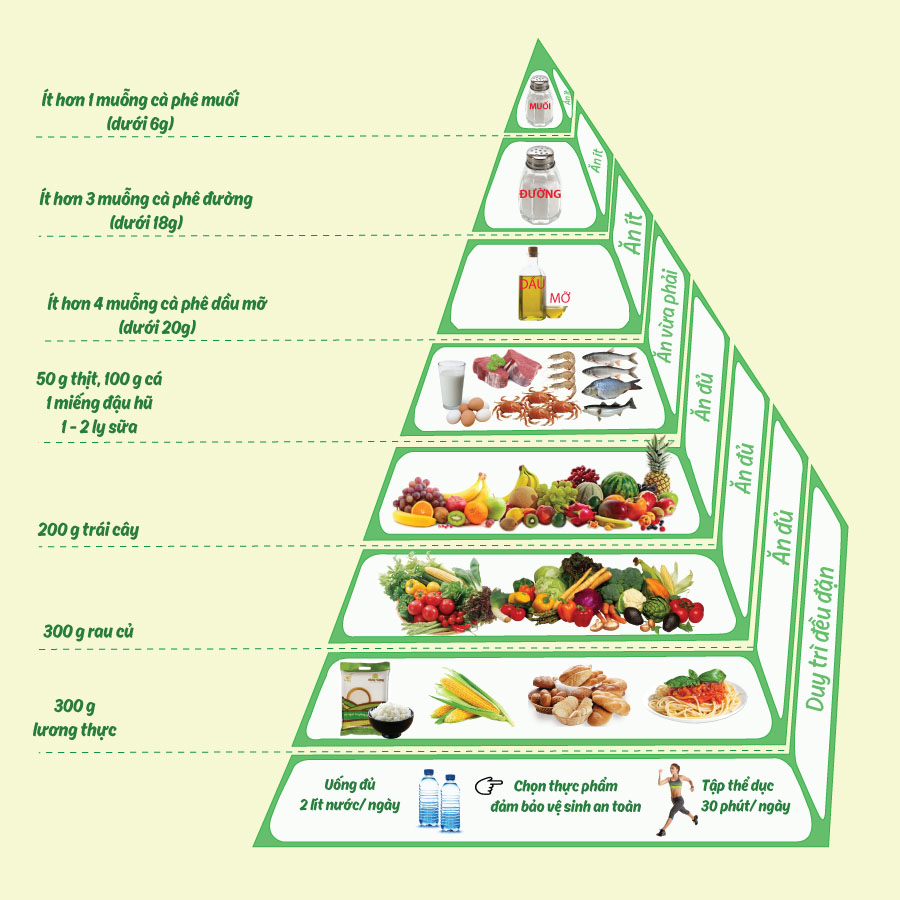 Ít hơn 1 muỗng cà phê muối
(dưới 6g)
MUỐI
Ăn ít
Ít hơn 3 muỗng cà phê đường
(dưới 18g)
ĐƯỜNG
Ăn ít
Ít hơn 4 muỗng cà phê dầu mỡ
(dưới 20g)
DẦU
MỠ
Ăn ít
50 g thịt, 100 g cá
1 miếng đậu hũ
1 - 2 ly sữa
Ăn vừa phải
200 g trái cây
Ăn đủ
300 g rau củ
Ăn đủ
300 g
lương thực
Ăn đủ
Uống đủ
2 lít nước/ ngày
Chọn thực phẩm
đảm bảo vệ sinh an toàn
Tập thể dục
30 phút/ ngày
Duy trì đều đặn